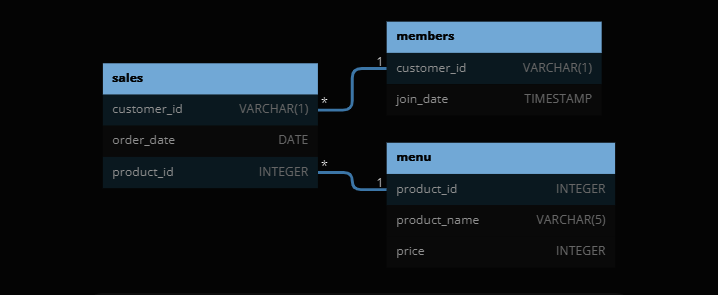 sales
customer_id VARCHAR(1)
order_date DATE
product_id INTEGER
*
*
1
1
members
customer_id VARCHAR(1)
join_date TIMESTAMP
menu
product_id INTEGER
product_name VARCHAR(5)
price INTEGER